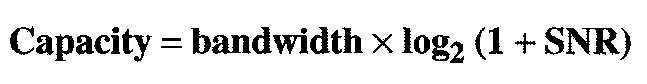 Capacity = bandwidth × log₂ (1 + SNR)